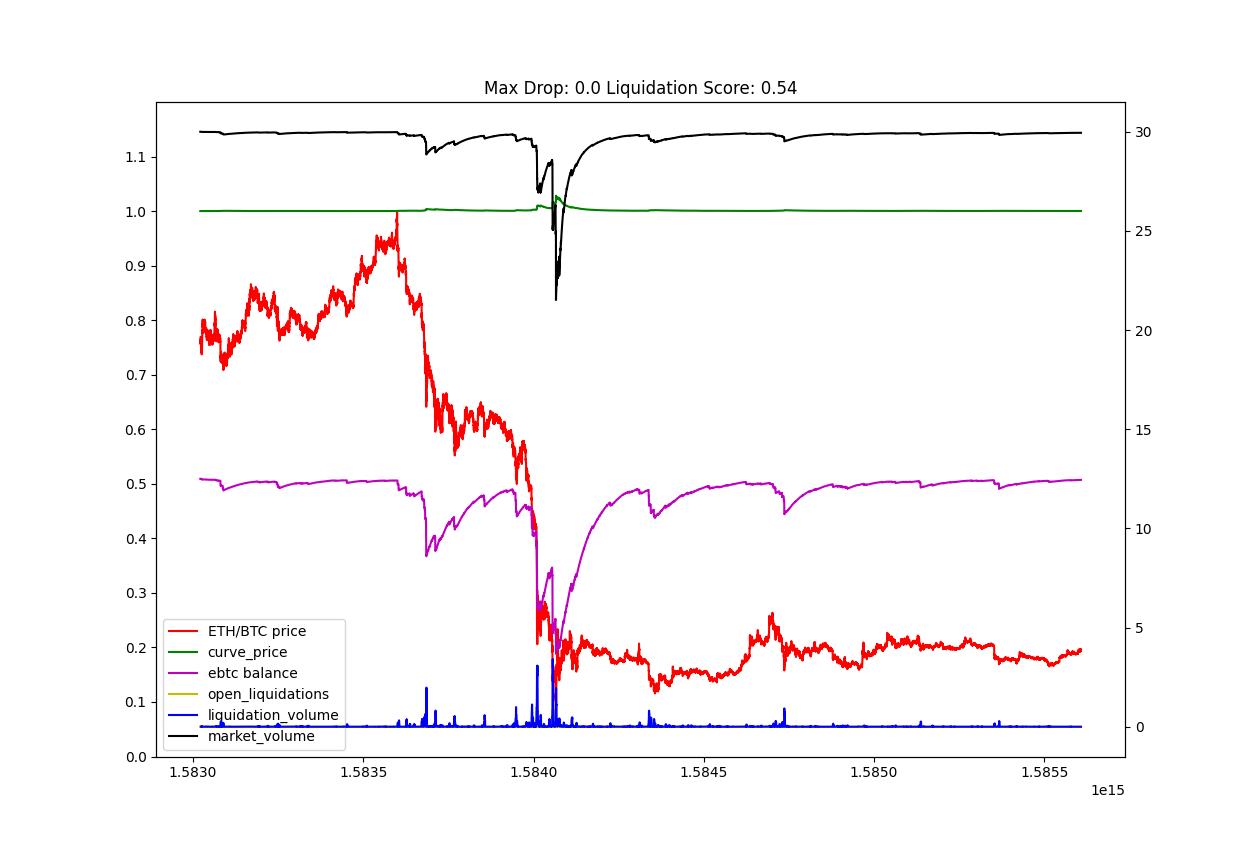 Max Drop: 0.0 Liquidation Score: 0.54
1.1
1.0
0.9
0.8
0.7
0.6
0.5
0.4
0.3
0.2
0.1
0.0
30
25
20
15
10
5
0
ETH/BTC price
curve_price
ebtc balance
open_liquidations
liquidation_volume
market_volume
1.5830 1.5835 1.5840 1.5845 1.5850 1.5855
1e15